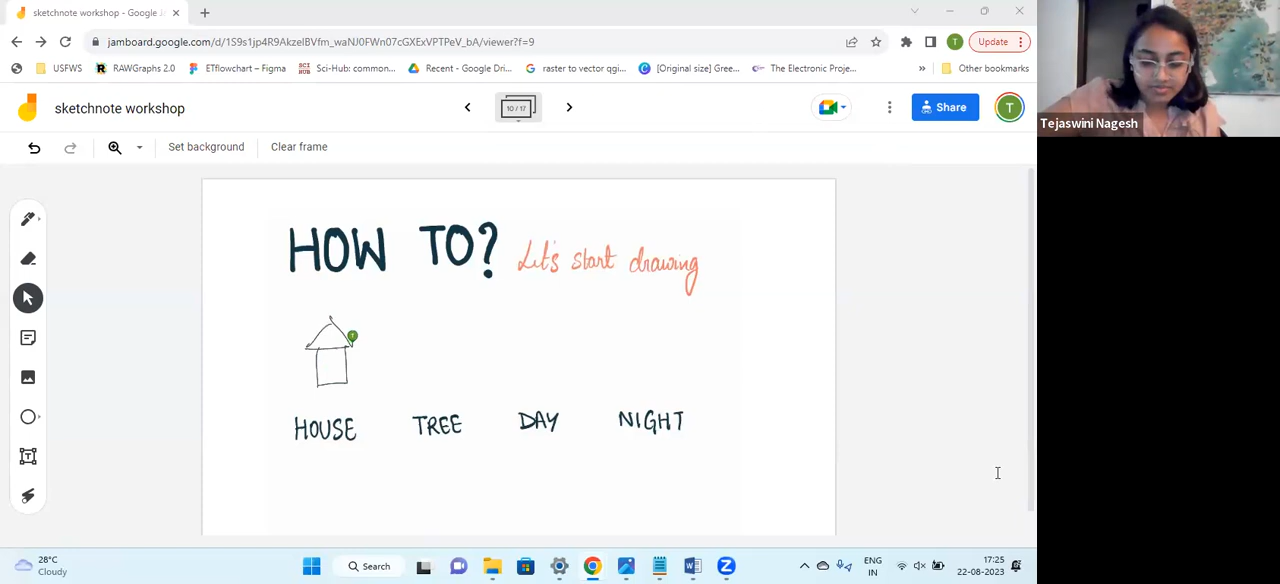 sketchnote workshop - Google J
jamboard.google.com/d/1S9s1jp4R9AkzeIBVfm_waNJ0FWn07cGXExVPTPeV_bA/viewer?f=9
Update
USFWS
RAWGraphs 2.0
ETflowchart – Figma
SCI HUB
Sci-Hub: common...
Recent - Google Dri...
raster to vector qgi...
[Original size] Gree...
The Electronic Proje...
Other bookmarks
sketchnote workshop
10 / 17
Share
T
Set background
Clear frame
Tejaswini Nagesh
HOW TO? Let's start drawing
HOUSE TREE DAY NIGHT
28°C
Cloudy
Search
ENG
IN
17:25
22-08-2023